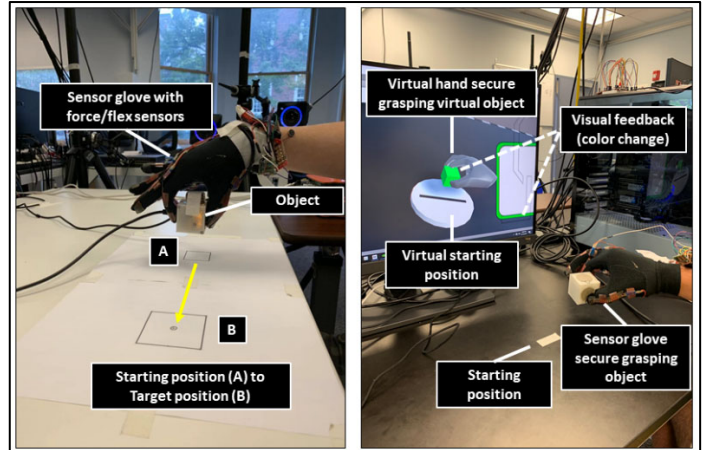 Sensor glove with
force/flex sensors
Object
A
B
Starting position (A) to
Target position (B)
Virtual hand secure
grasping virtual object
Visual feedback
(color change)
Virtual starting
position
Starting
position
Sensor glove
secure grasping
object